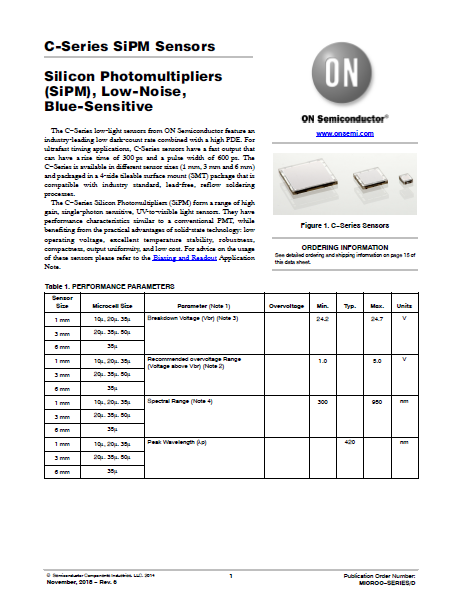 C−Series SiPM Sensors
Silicon Photomultipliers
(SiPM), Low−Noise,
Blue−Sensitive
The C−Series low-light sensors from ON Semiconductor feature an
industry-leading low dark-count rate combined with a high PDE. For
ultrafast timing applications, C-Series sensors have a fast output that
can have a rise time of 300 ps and a pulse width of 600 ps. The
C−Series is available in different sensor sizes (1 mm, 3 mm and 6 mm)
and packaged in a 4-side tileable surface mount (SMT) package that is
compatible with industry standard, lead-free, reflow soldering
processes.
The C−Series Silicon Photomultipliers (SiPM) form a range of high
gain, single-photon sensitive, UV-to-visible light sensors. They have
performance characteristics similar to a conventional PMT, while
benefiting from the practical advantages of solid-state technology: low
operating voltage, excellent temperature stability, robustness,
compactness, output uniformity, and low cost. For advice on the usage
of these sensors please refer to the Biasing and Readout Application
Note.
ON
ON Semiconductor®
www.onsemi.com
Figure 1. C−Series Sensors
ORDERING INFORMATION
See detailed ordering and shipping information on page 15 of
this data sheet.
Table 1. PERFORMANCE PARAMETERS
Sensor
Size Microcell Size Parameter (Note 1) Overvoltage Min. Typ. Max. Units
1 mm 10µ, 20µ, 35µ Breakdown Voltage (Vbr) (Note 3) 24.2 24.7 V
3 mm 20µ, 35µ, 50µ
6 mm 35µ
1 mm 10µ, 20µ, 35µ Recommended overvoltage Range
(Voltage above Vbr) (Note 2) 1.0 5.0 V
3 mm 20µ, 35µ, 50µ
6 mm 35µ
1 mm 10µ, 20µ, 35µ Spectral Range (Note 4) 300 950 nm
3 mm 20µ, 35µ, 50µ
6 mm 35µ
1 mm 10µ, 20µ, 35µ Peak Wavelength (λp) 420 nm
3 mm 20µ, 35µ, 50µ
6 mm 35µ
© Semiconductor Components Industries, LLC, 2014
November, 2018 − Rev. 6
1
Publication Order Number:
MICROC−SERIES/D